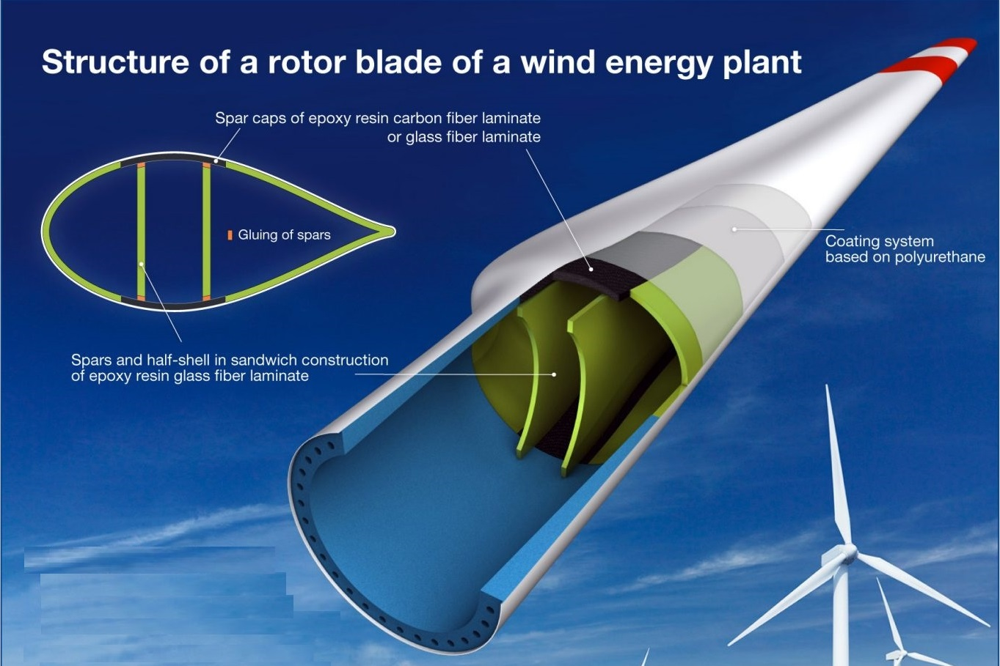 Structure of a rotor blade of a wind energy plant
Spar caps of epoxy resin carbon fiber laminate
or glass fiber laminate
Gluing of spars
Coating system
based on polyurethane
Spars and half-shell in sandwich construction
of epoxy resin glass fiber laminate